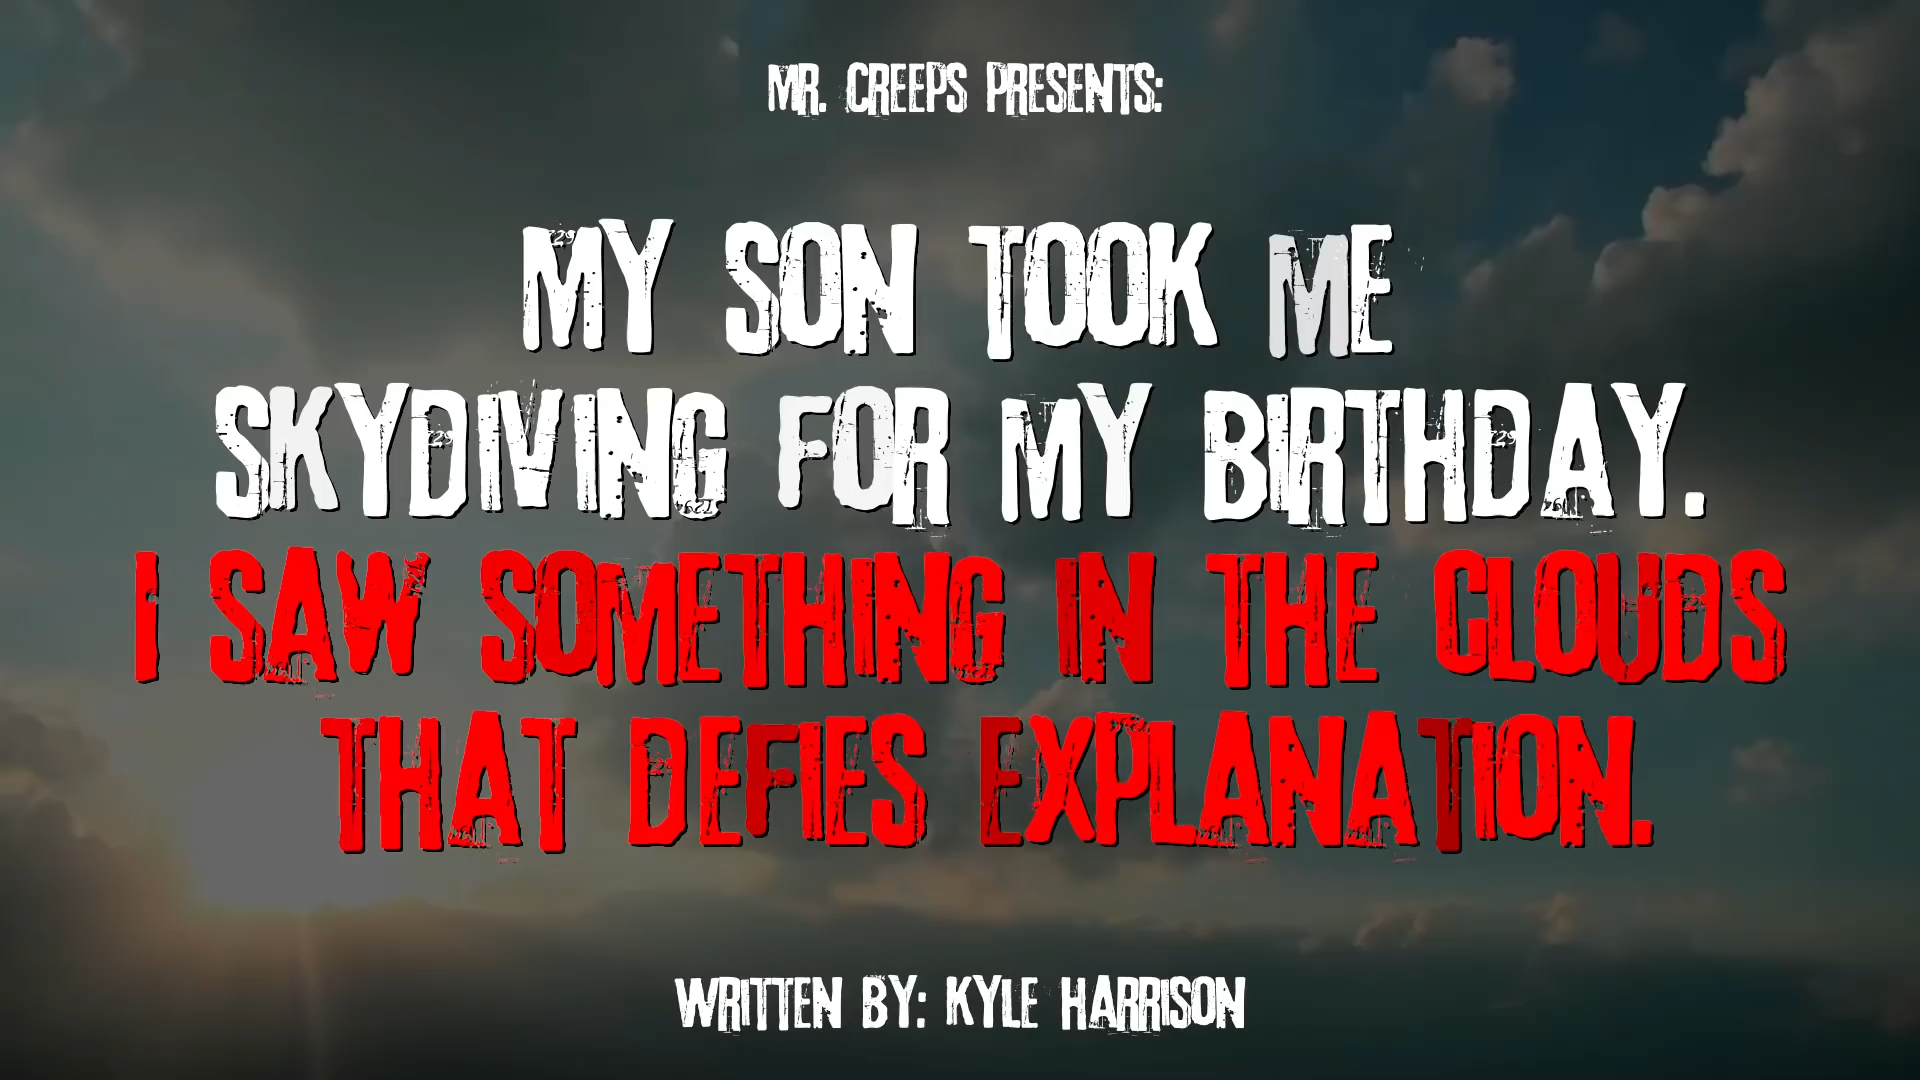 MR. CREEPS PRESENTS:
MY SON TOOK ME
SKYDIVING FOR MY BIRTHDAY.
I SAW SOMETHING IN THE CLOUDS
THAT DEFIES EXPLANATION.
WRITTEN BY: KYLE HARRISON